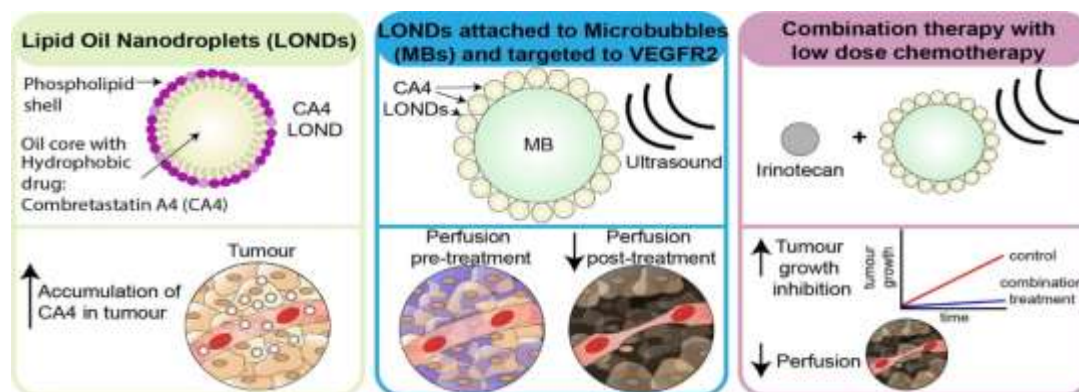 Lipid Oil Nanodroplets (LONDs)
Phospholipid
shell
CA4
LOND
Oil core with
Hydrophobic
drug:
Combretastatin A4 (CA4)
Tumour
Accumulation of
CA4 in tumour
LONDs attached to Microbubbles
(MBs) and targeted to VEGFR2
CA4
LONDs
MB
Ultrasound
Perfusion
pre-treatment
Perfusion
post-treatment
Combination therapy with
low dose chemotherapy
+
Irinotecan
Tumour
growth
inhibition
tumour
growth
control
combination
treatment
time
Perfusion